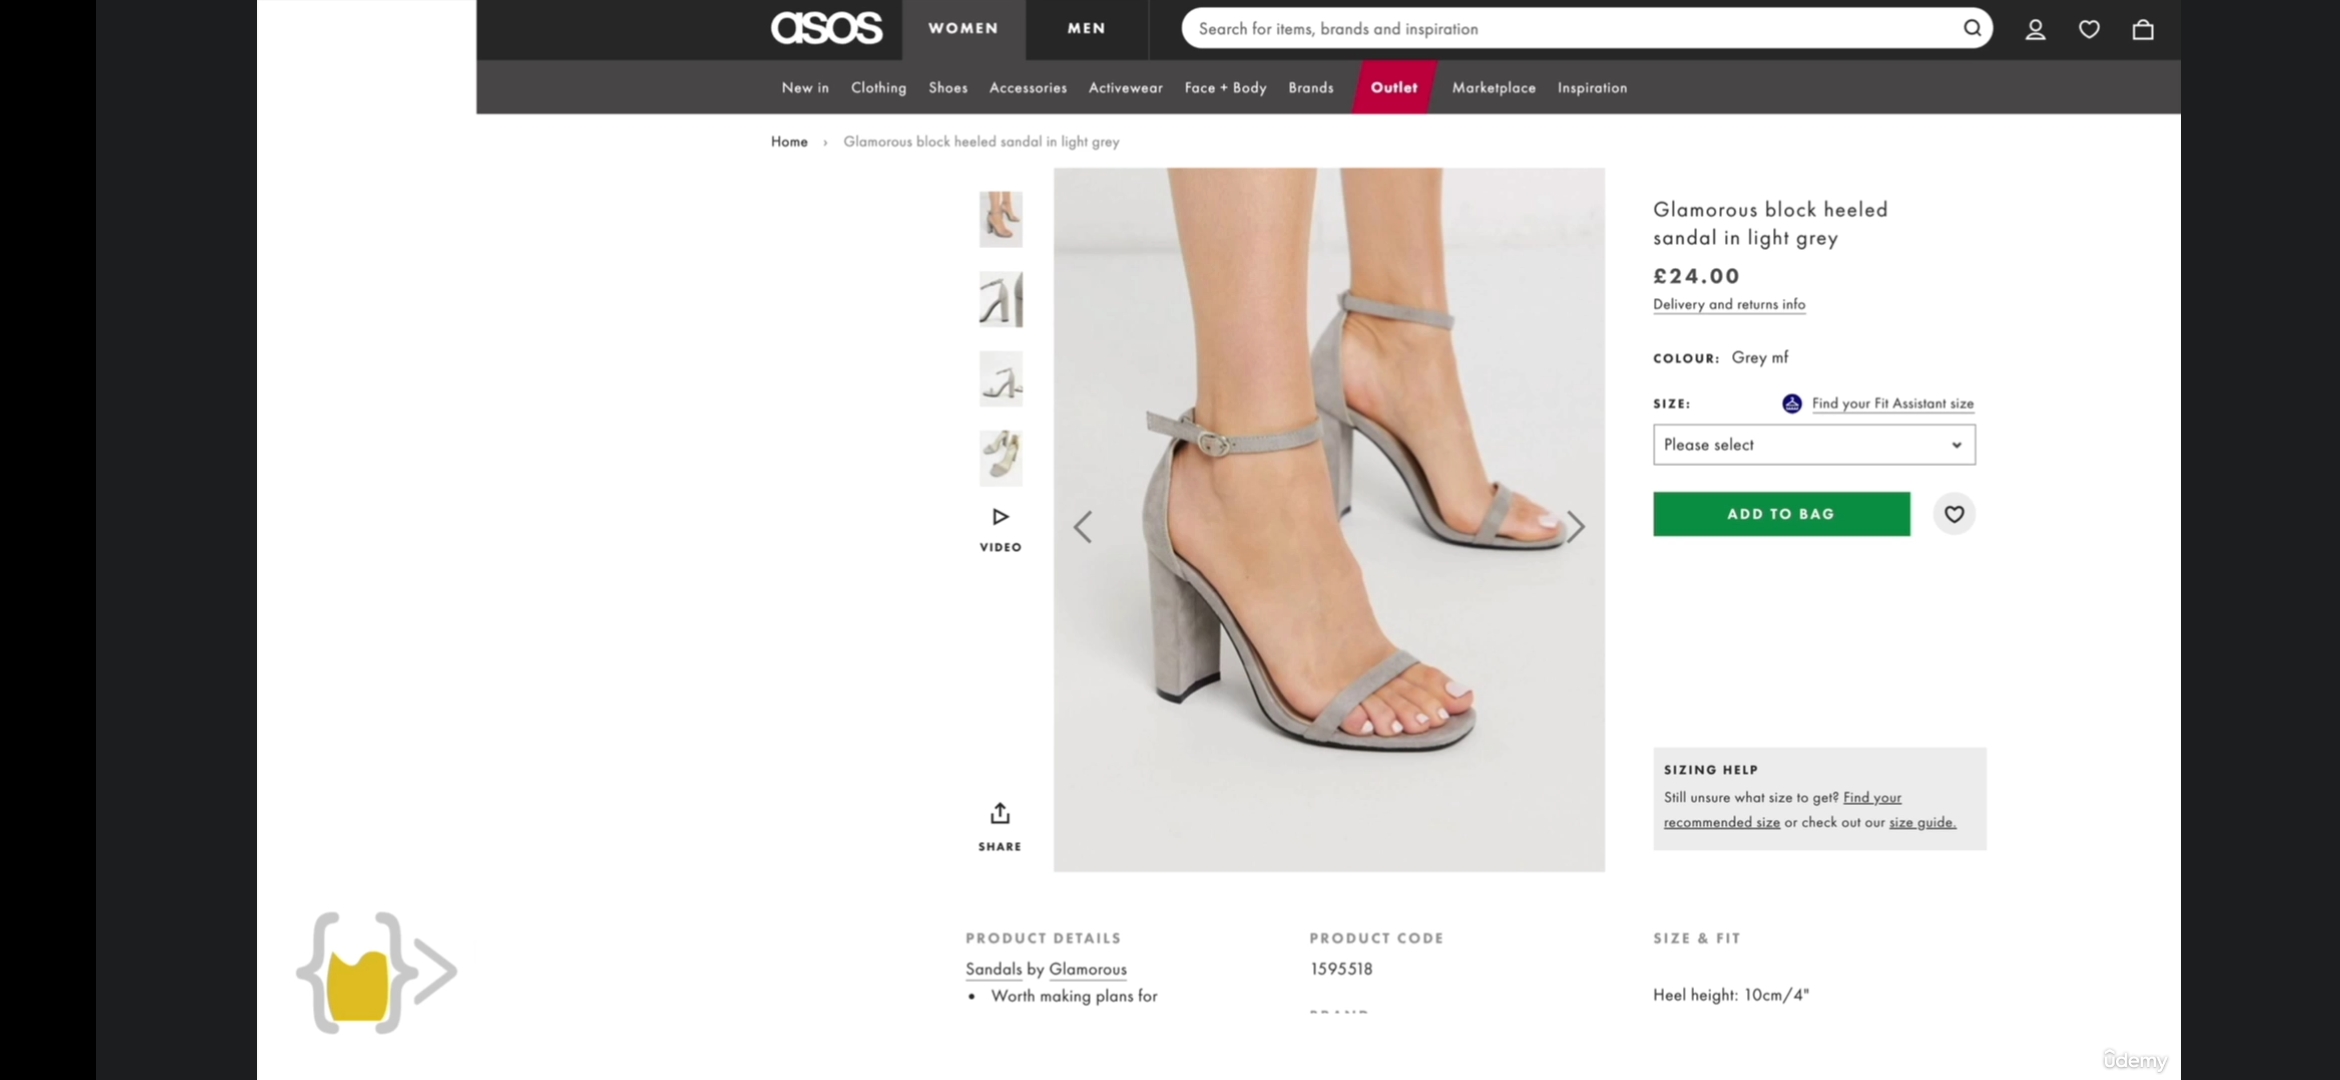 asos
WOMEN
MEN
Search for items, brands and inspiration
New in
Clothing
Shoes
Accessories
Activewear
Face + Body
Brands
Outlet
Marketplace
Inspiration
Home › Glamorous block heeled sandal in light grey
Glamorous block heeled
sandal in light grey
£24.00
Delivery and returns info
COLOUR: Grey mf
SIZE:
Find your Fit Assistant size
Please select
ADD TO BAG
VIDEO
SHARE
SIZING HELP
Still unsure what size to get? Find your
recommended size or check out our size guide.
PRODUCT DETAILS
Sandals by Glamorous
• Worth making plans for
PRODUCT CODE
1595518
SIZE & FIT
Heel height: 10cm/4"
ûdemy